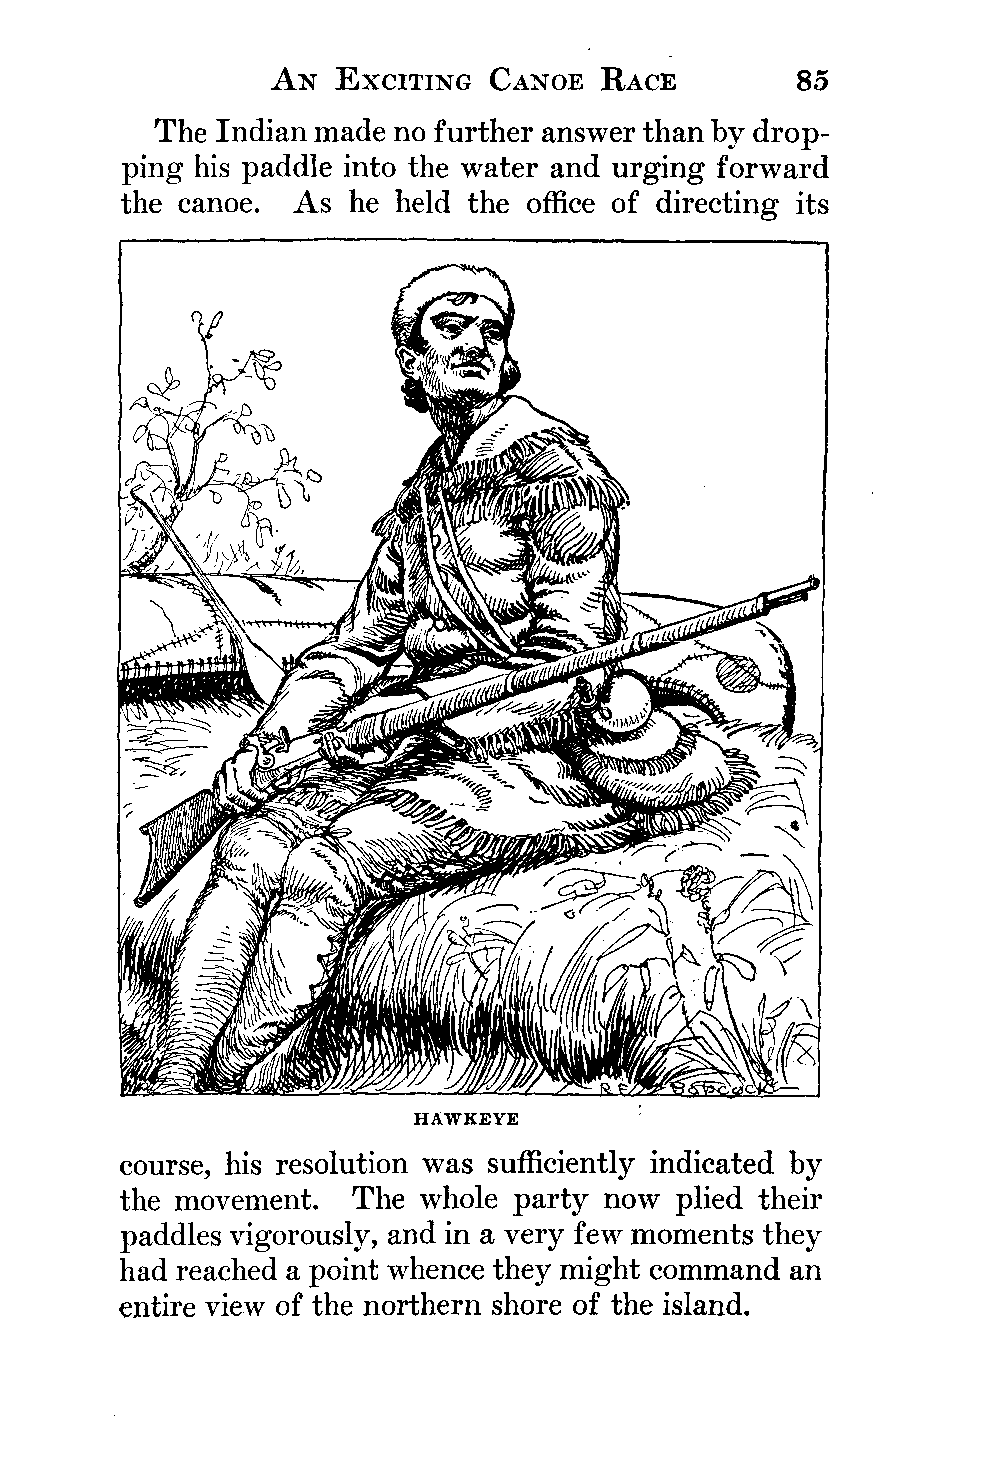 AN EXCITING CANOE RACE 85
The Indian made no further answer than by drop-
ping his paddle into the water and urging forward
the canoe. As he held the office of directing its
R.E. BABCOCK
HAWKEYE
course, his resolution was sufficiently indicated by
the movement. The whole party now plied their
paddles vigorously, and in a very few moments they
had reached a point whence they might command an
entire view of the northern shore of the island.